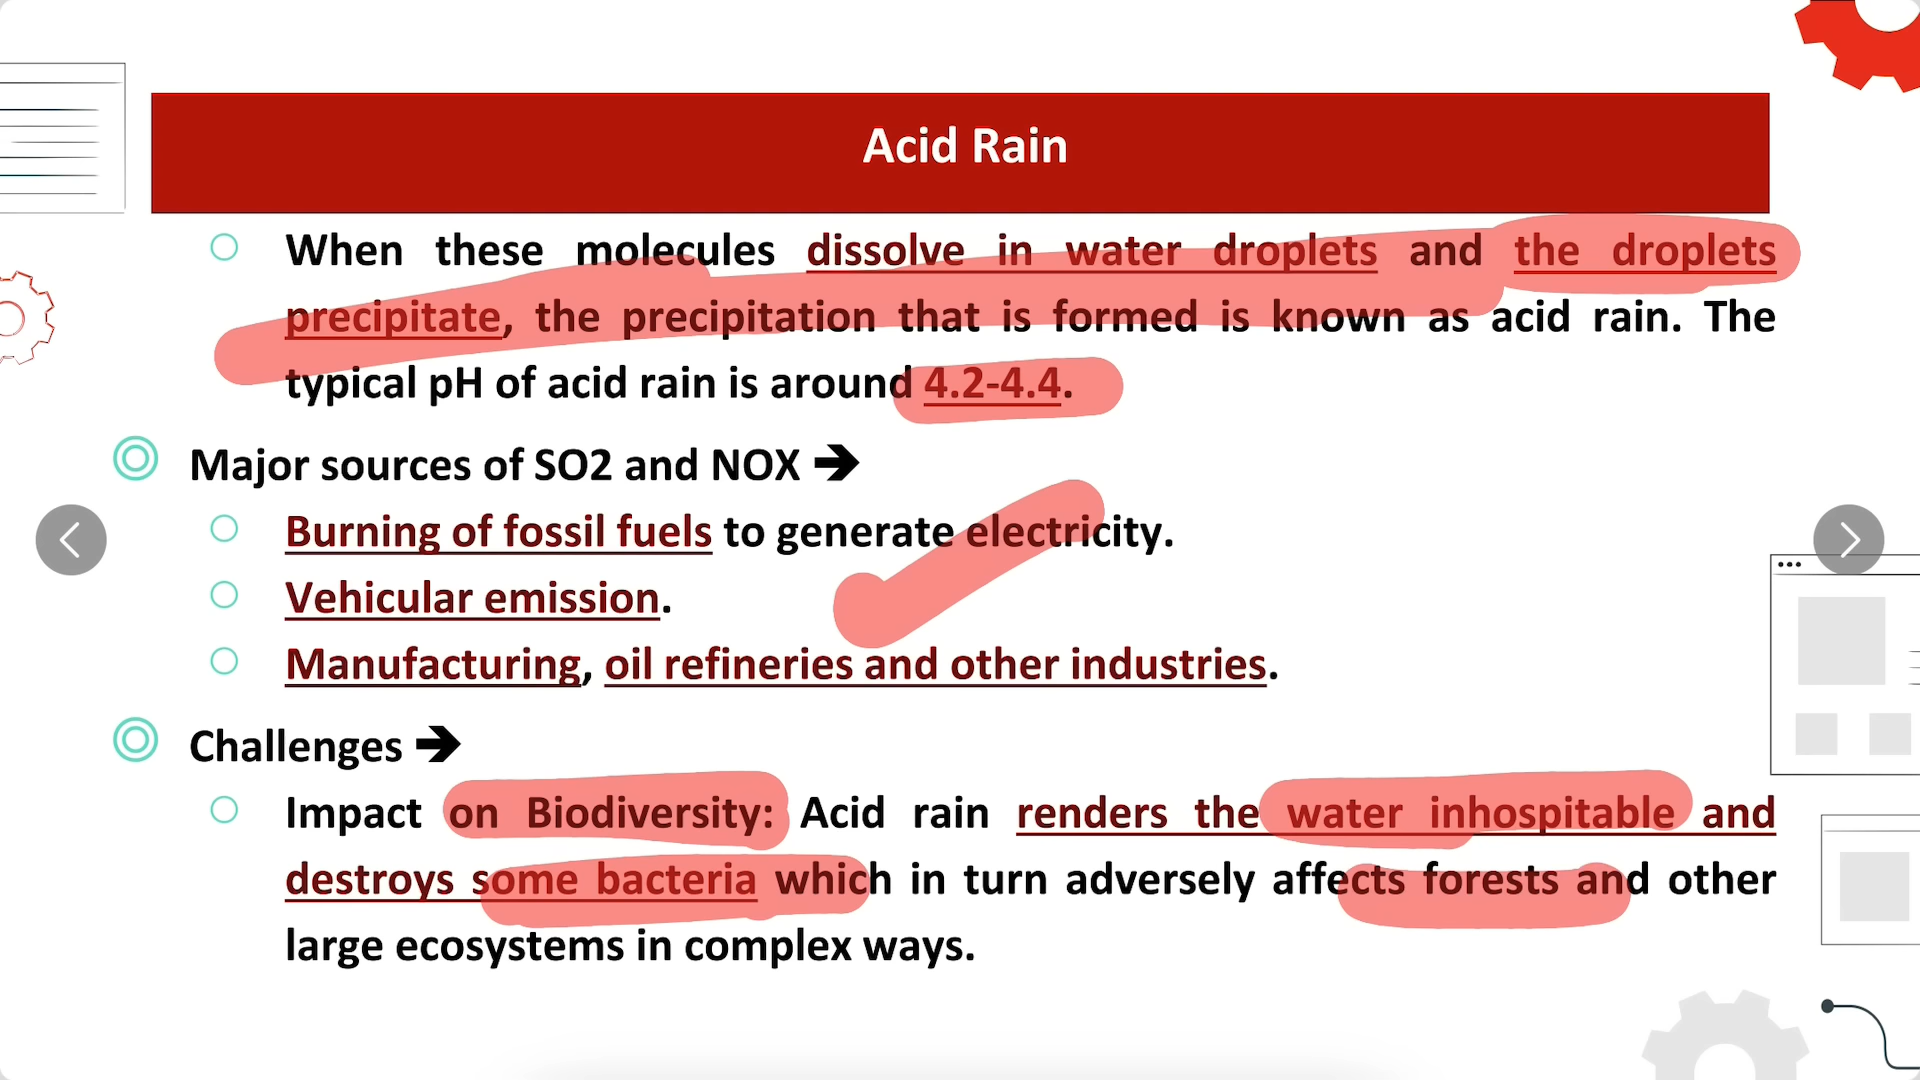 Acid Rain
When these molecules dissolve in water droplets and the droplets
precipitate, the precipitation that is formed is known as acid rain. The
typical pH of acid rain is around 4.2-4.4.
Major sources of SO2 and NOX ➔
Burning of fossil fuels to generate electricity.
Vehicular emission.
Manufacturing, oil refineries and other industries.
Challenges ➔
Impact on Biodiversity: Acid rain renders the water inhospitable and
destroys some bacteria which in turn adversely affects forests and other
large ecosystems in complex ways.